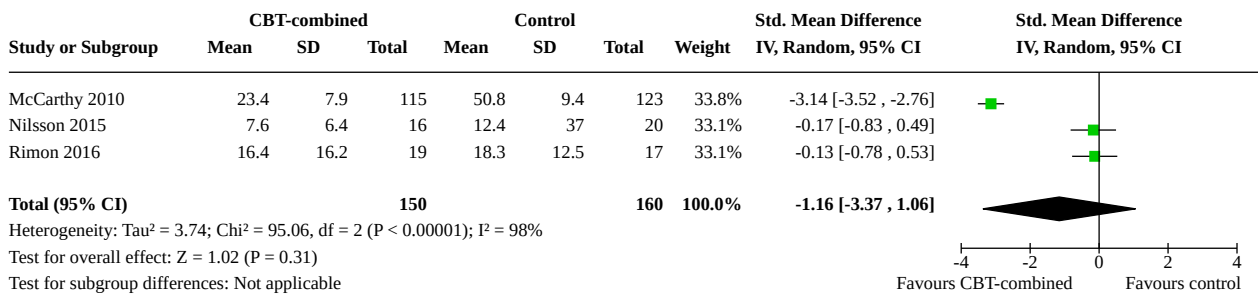 CBT-combined Control Std. Mean Difference Std. Mean Difference
Study or Subgroup Mean SD Total Mean SD Total Weight IV, Random, 95% CI IV, Random, 95% CI
McCarthy 2010 23.4 7.9 115 50.8 9.4 123 33.8% -3.14 [-3.52 , -2.76]
Nilsson 2015 7.6 6.4 16 12.4 37 20 33.1% -0.17 [-0.83 , 0.49]
Rimon 2016 16.4 16.2 19 18.3 12.5 17 33.1% -0.13 [-0.78 , 0.53]
Total (95% CI) 150 160 100.0% -1.16 [-3.37 , 1.06]
Heterogeneity: Tau² = 3.74; Chi² = 95.06, df = 2 (P < 0.00001); I² = 98%
Test for overall effect: Z = 1.02 (P = 0.31)
-4 -2 0 2 4
Test for subgroup differences: Not applicable
Favours CBT-combined Favours control